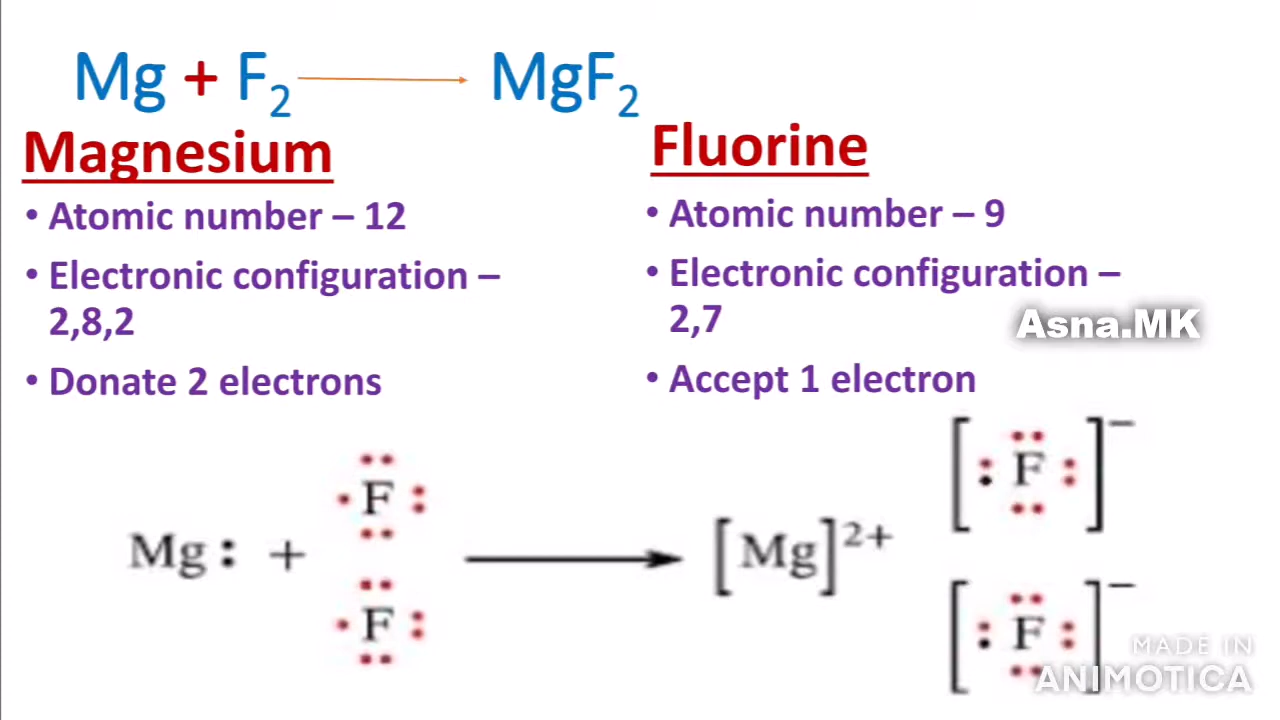 Mg + F₂ ⟶ MgF₂
Magnesium
• Atomic number – 12
• Electronic configuration –
2,8,2
• Donate 2 electrons
Fluorine
• Atomic number – 9
• Electronic configuration –
2,7
• Accept 1 electron
Asna.MK
F
Mg : +
F
⟶
[Mg]²⁺
[F]⁻
[F]⁻
MADE IN
ANIMOTICA